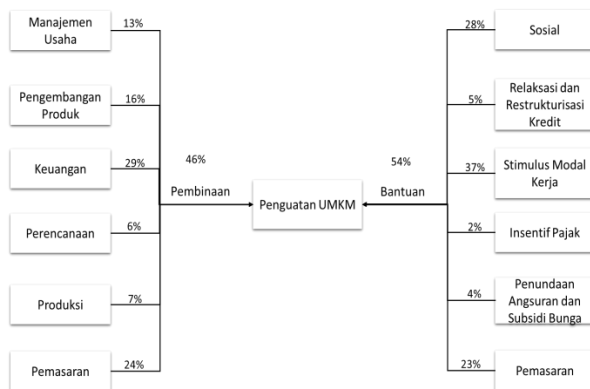 Manajemen
Usaha
13%
Pengembangan
Produk
16%
Keuangan
29%
Perencanaan
6%
Produksi
7%
Pemasaran
24%
46%
Pembinaan
Penguatan UMKM
54%
Bantuan
28%
Sosial
5%
Relaksasi dan
Restrukturisasi
Kredit
37%
Stimulus Modal
Kerja
2%
Insentif Pajak
4%
Penundaan
Angsuran dan
Subsidi Bunga
23%
Pemasaran